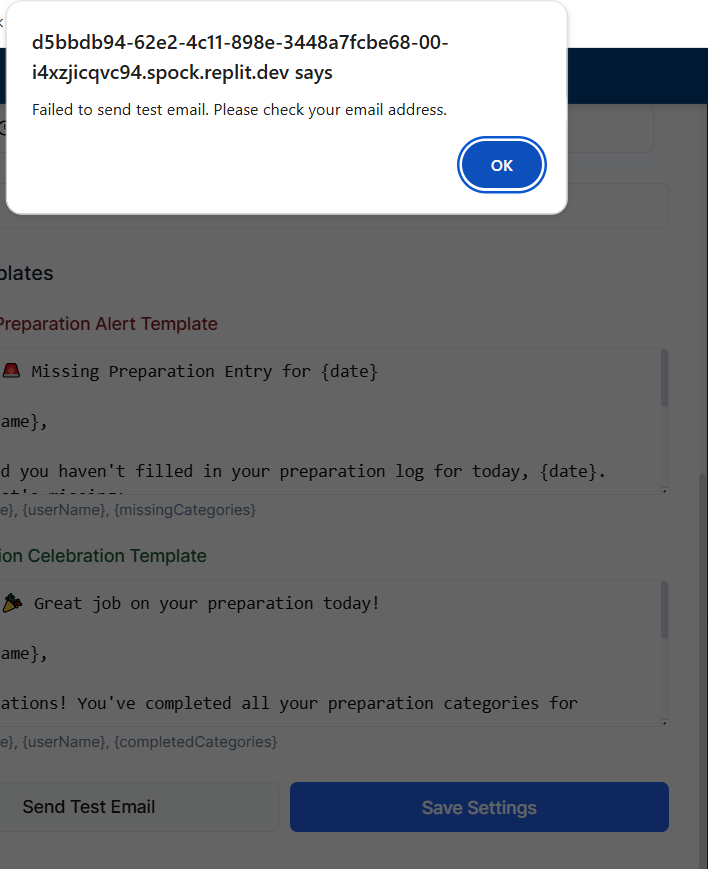 d5bbdb94-62e2-4c11-898e-3448a7fcbe68-00-
i4xzjicqvc94.spock.replit.dev says
Failed to send test email. Please check your email address.
OK
plates
Preparation Alert Template
🚨 Missing Preparation Entry for {date}
ame},
d you haven't filled in your preparation log for today, {date}.
e}, {userName}, {missingCategories}
ion Celebration Template
🎉 Great job on your preparation today!
ame},
ations! You've completed all your preparation categories for
e}, {userName}, {completedCategories}
Send Test Email
Save Settings